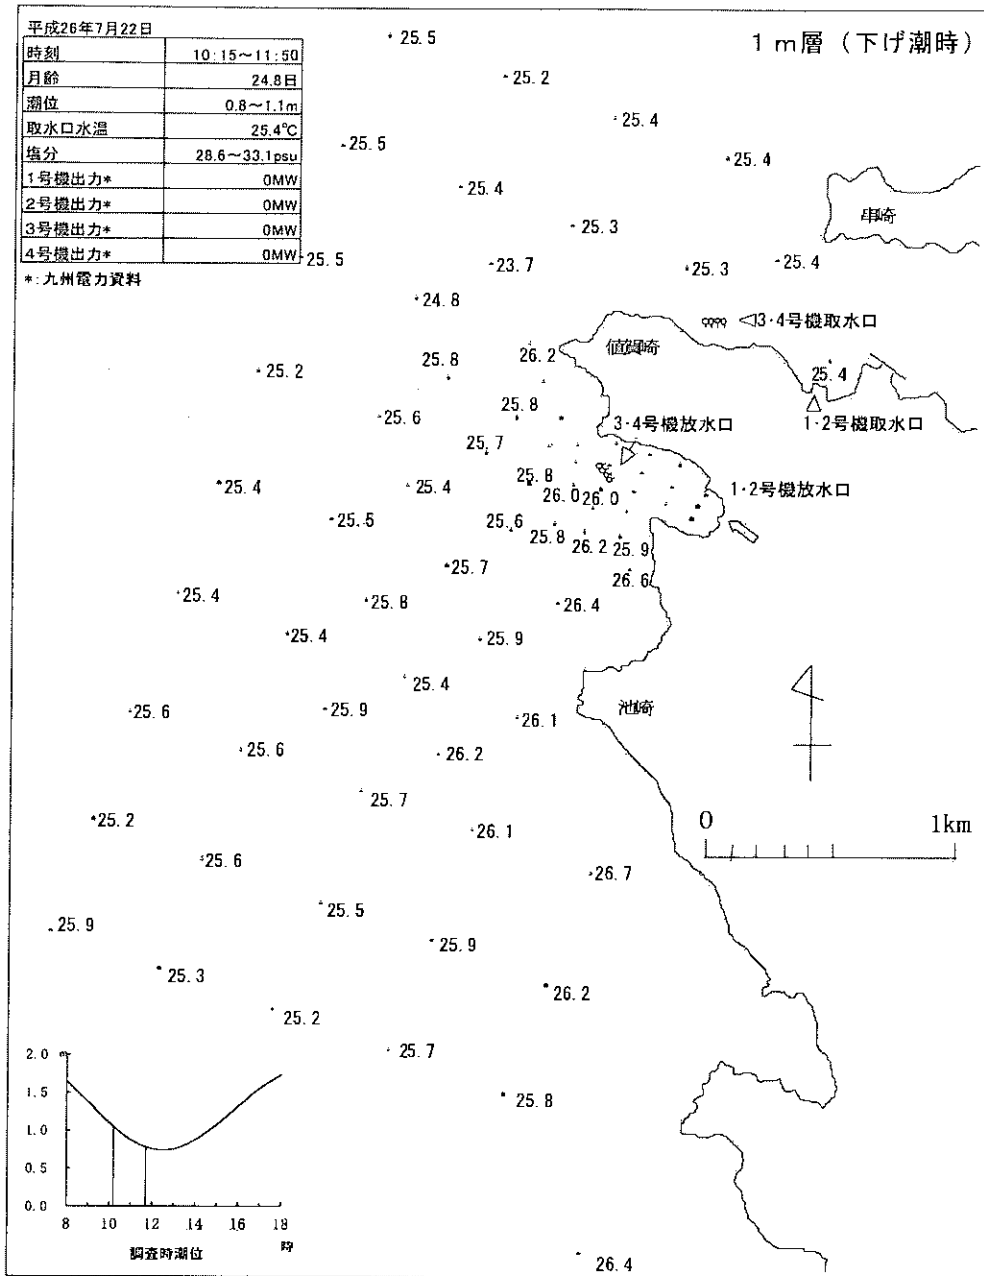 平成26年7月22日
時刻 10:15～11:50
月齢 24.8日
潮位 0.8～1.1m
取水口水温 25.4℃
塩分 28.6～33.1psu
1号機出力* 0MW
2号機出力* 0MW
3号機出力* 0MW
4号機出力* 0MW
*:九州電力資料
1m層（下げ潮時）
25.5
25.2
25.4
25.5
25.4
25.4
串崎
25.3
25.5
23.7
25.3
25.4
24.8
3・4号機取水口
値賀崎
25.8
26.2
25.2
25.4
25.8
25.6
3・4号機放水口
1・2号機取水口
25.7
25.8
25.4
25.4
26.0
26.0
1・2号機放水口
25.5
25.6
25.8
26.2
25.9
25.7
26.6
25.4
25.8
26.4
25.4
25.9
25.4
25.6
25.9
26.1
池崎
25.6
26.2
25.7
25.2
26.1
0 1km
25.6
26.7
25.5
25.9
25.9
25.3
26.2
25.2
25.7
25.8
26.4
2.0 m
1.5
1.0
0.5
0.0
8 10 12 14 16 18
時
調査時潮位